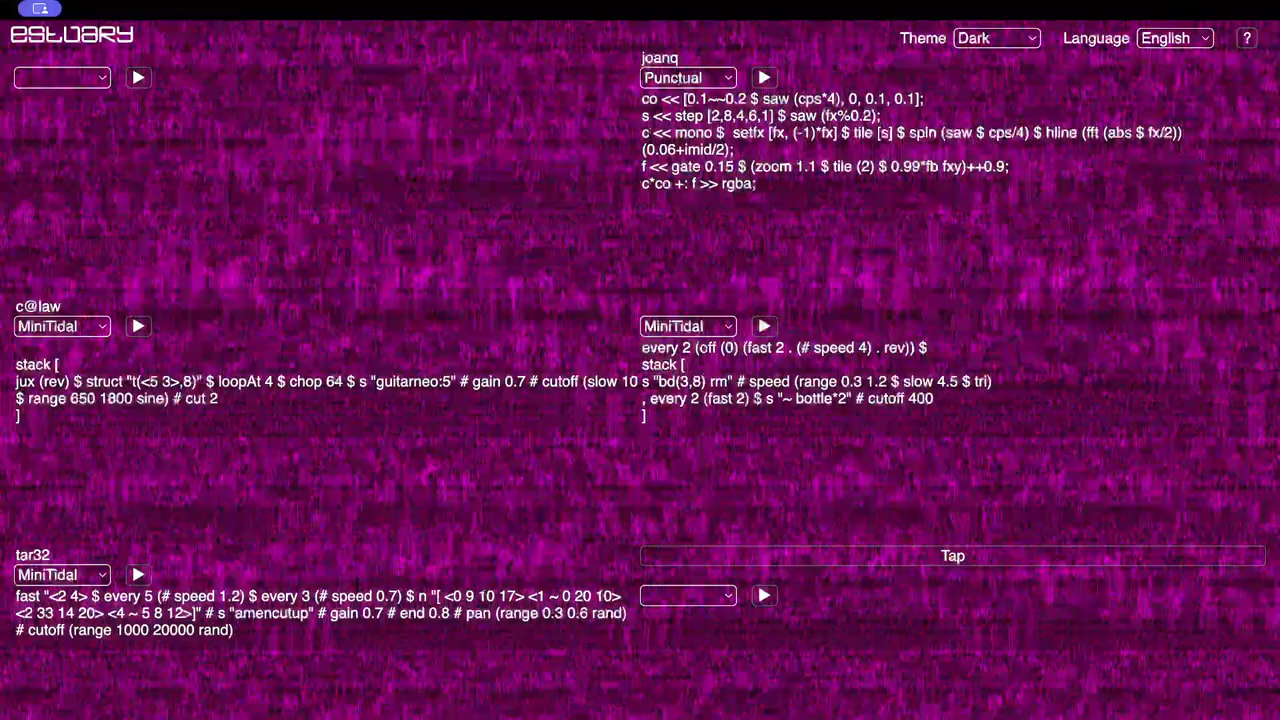 estuary
Theme Dark Language English ?
joanq
Punctual
co << [0.1~~0.2 $ saw (cps*4), 0, 0.1, 0.1];
s << step [2,8,4,6,1] $ saw (fx%0.2);
c << mono $  setfx [fx, (-1)*fx] $ tile [s] $ spin (saw $ cps/4) $ hline (fft (abs $ fx/2))
(0.06+imid/2);
f << gate 0.15 $ (zoom 1.1 $ tile (2) $ 0.99*fb fxy)++0.9;
c*co +: f >> rgba;
c@law
MiniTidal
stack [
jux (rev) $ struct "t(<5 3>,8)" $ loopAt 4 $ chop 64 $ s "guitarneo:5" # gain 0.7 # cutoff (slow 10
$ range 650 1800 sine) # cut 2
]
MiniTidal
every 2 (off (0) (fast 2 . (# speed 4) . rev)) $
stack [
s "bd(3,8) rm" # speed (range 0.3 1.2 $ slow 4.5 $ tri)
, every 2 (fast 2) $ s "~ bottle*2" # cutoff 400
]
tar32
MiniTidal
fast "<2 4> $ every 5 (# speed 1.2) $ every 3 (# speed 0.7) $ n "[ <0 9 10 17> <1 ~ 0 20 10>
<2 33 14 20> <4 ~ 5 8 12>]" # s "amencutup" # gain 0.7 # end 0.8 # pan (range 0.3 0.6 rand)
# cutoff (range 1000 20000 rand)
Tap